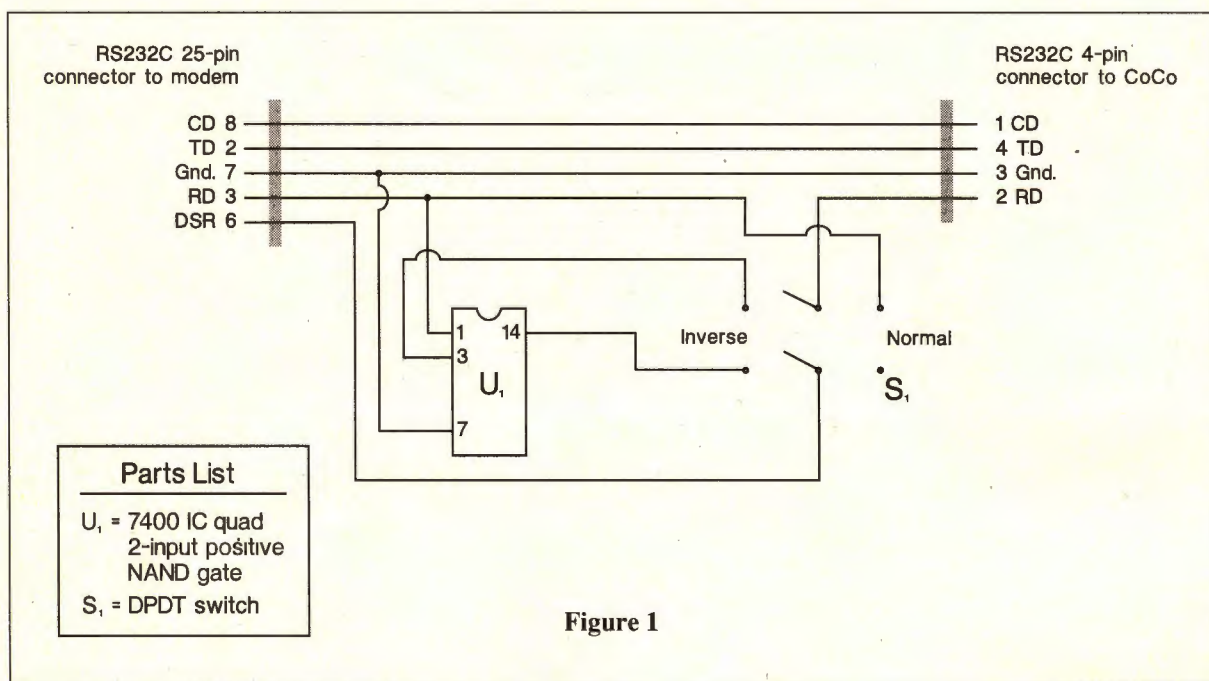 RS232C 25-pin
connector to modem
RS232C 4-pin
connector to CoCo
CD 8
TD 2
Gnd. 7
RD 3
DSR 6
1 CD
4 TD
3 Gnd.
2 RD
1 14
3
U₁
7
Inverse
Normal
S₁
Parts List
U₁ = 7400 IC quad
2-input positive
NAND gate
S₁ = DPDT switch
Figure 1